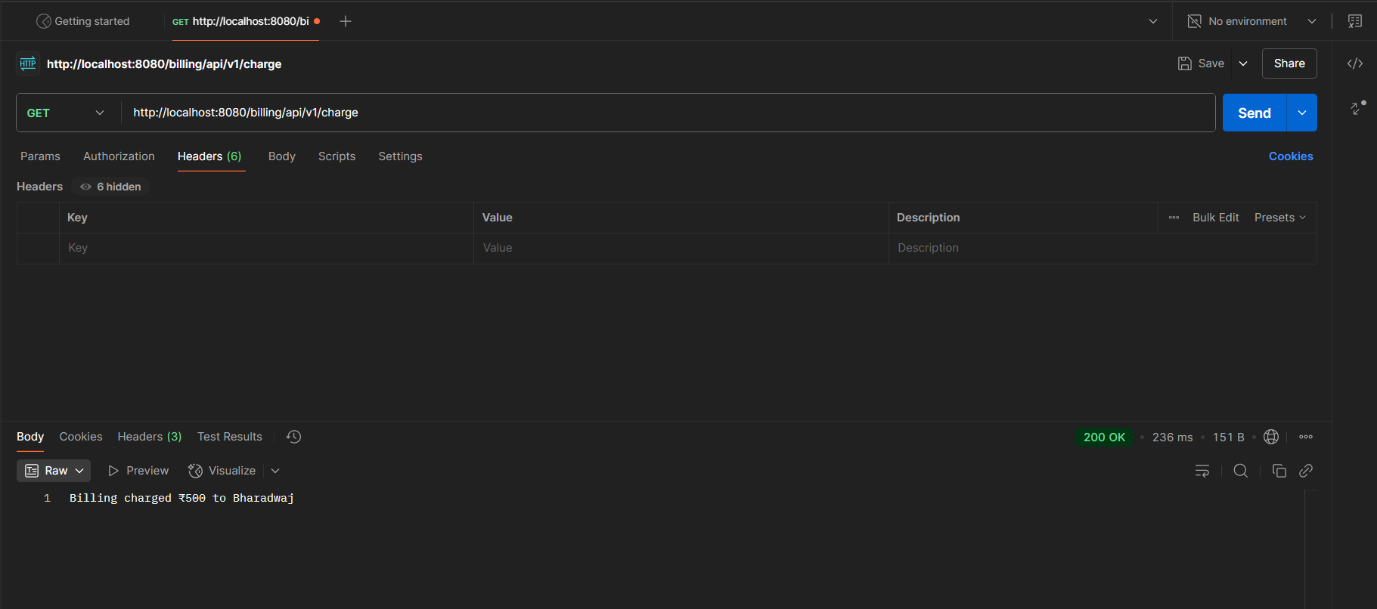 Getting started
GET http://localhost:8080/bi
No environment
HTTP http://localhost:8080/billing/api/v1/charge
Save
Share
GET
http://localhost:8080/billing/api/v1/charge
Send
Params Authorization Headers (6) Body Scripts Settings
Cookies
Headers 6 hidden
Key Value Description Bulk Edit Presets
Key Value Description
Body Cookies Headers (3) Test Results
200 OK • 236 ms • 151 B
Raw Preview Visualize
1 Billing charged ₹500 to Bharadwaj